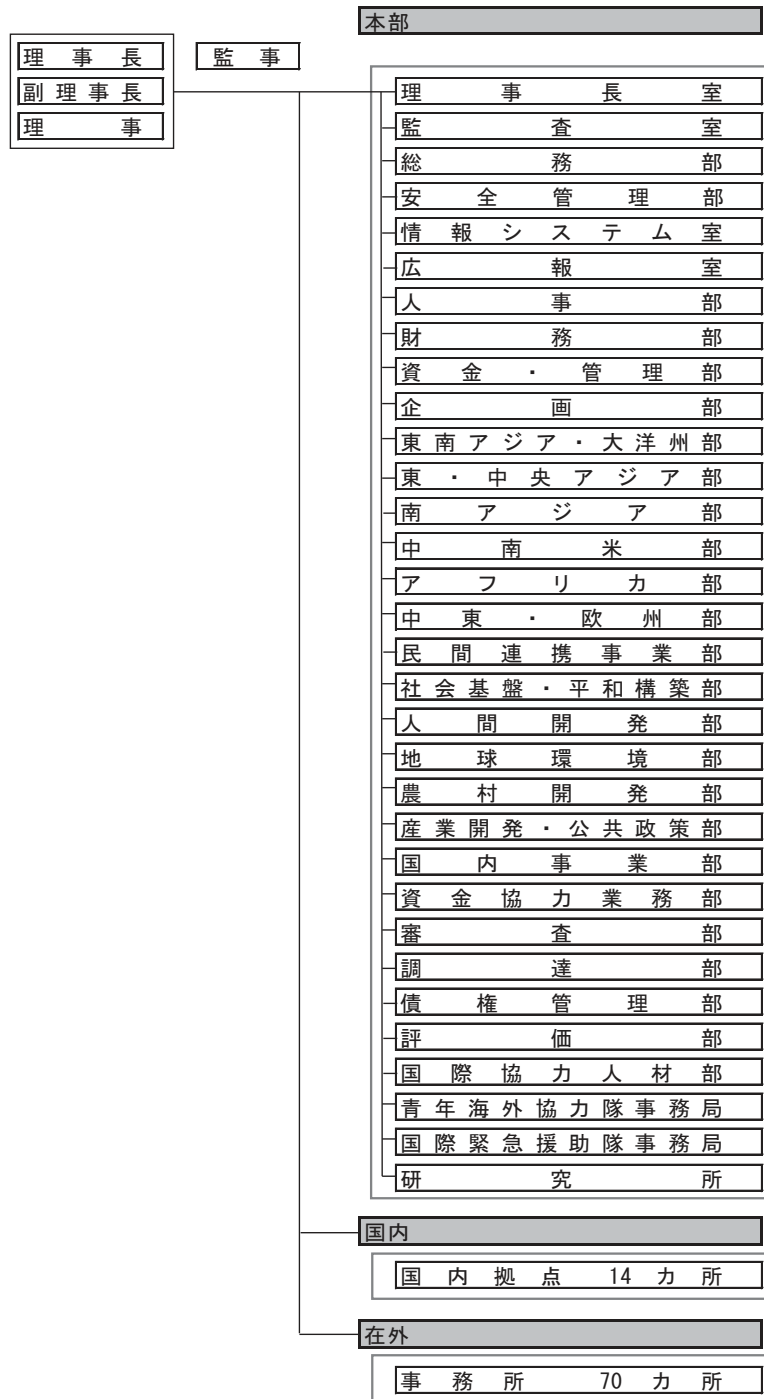 本部
理事長
監事
副理事長
理事
理事長室
監査室
総務部
安全管理部
情報システム室
広報室
人事部
財務部
資金・管理部
企画部
東南アジア・大洋州部
東・中央アジア部
南アジア部
中南米部
アフリカ部
中東・欧州部
民間連携事業部
社会基盤・平和構築部
人間開発部
地球環境部
農村開発部
産業開発・公共政策部
国内事業部
資金協力業務部
審査部
調達部
債権管理部
評価部
国際協力人材部
青年海外協力隊事務局
国際緊急援助隊事務局
研究所
国内
国内拠点 14カ所
在外
事務所 70カ所